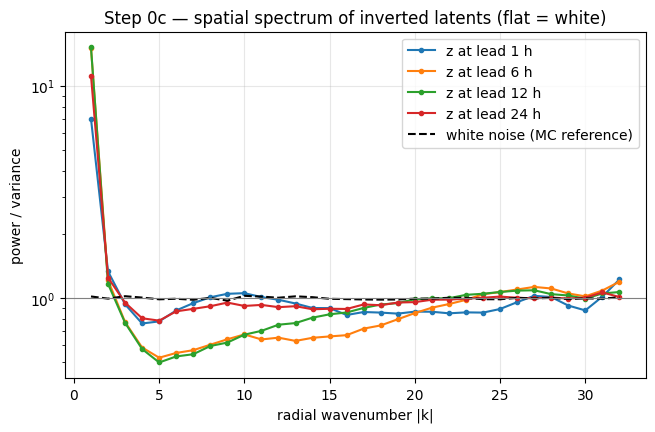 Step 0c — spatial spectrum of inverted latents (flat = white)
z at lead 1 h
z at lead 6 h
z at lead 12 h
z at lead 24 h
white noise (MC reference)
power / variance
10¹
10⁰
0 5 10 15 20 25 30
radial wavenumber |k|